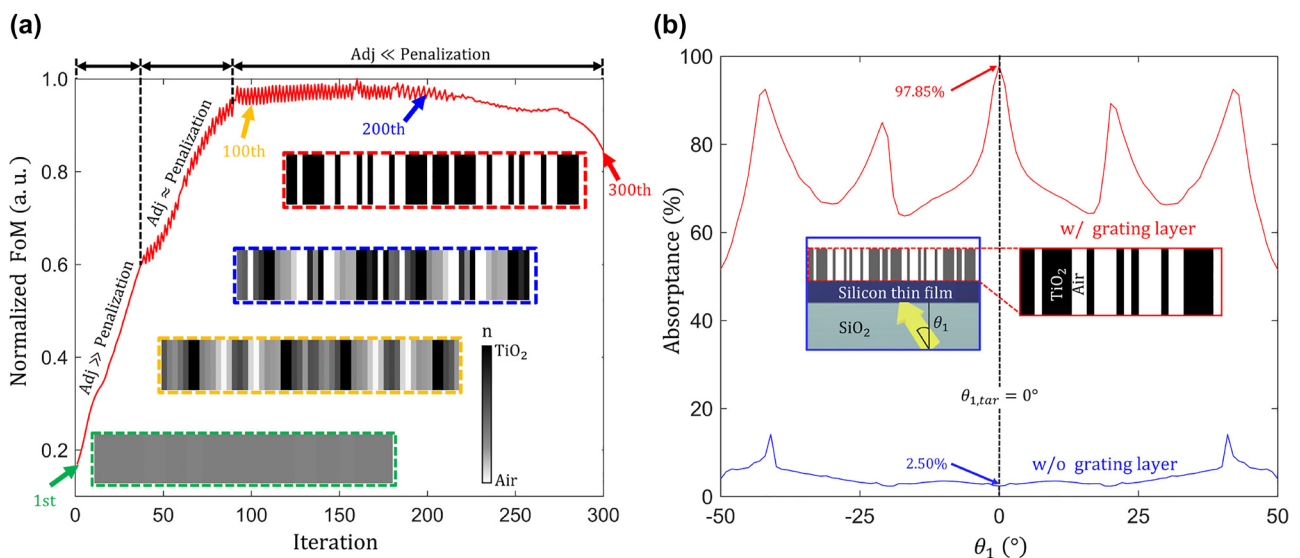 (a)
Adj ≪ Penalization
Adj ≈ Penalization
Adj ≫ Penalization
Normalized FoM (a. u.)
1.0
0.8
0.6
0.4
0.2
100th
200th
300th
1st
n
TiO₂
Air
0
50
100
150
200
250
300
Iteration
(b)
Absorptance (%)
100
80
60
40
20
0
97.85%
w/ grating layer
Silicon thin film
SiO₂
θ₁
TiO₂
Air
θ₁,ₜₐᵣ = 0°
2.50%
w/o grating layer
-50
-25
0
25
50
θ₁ (°)